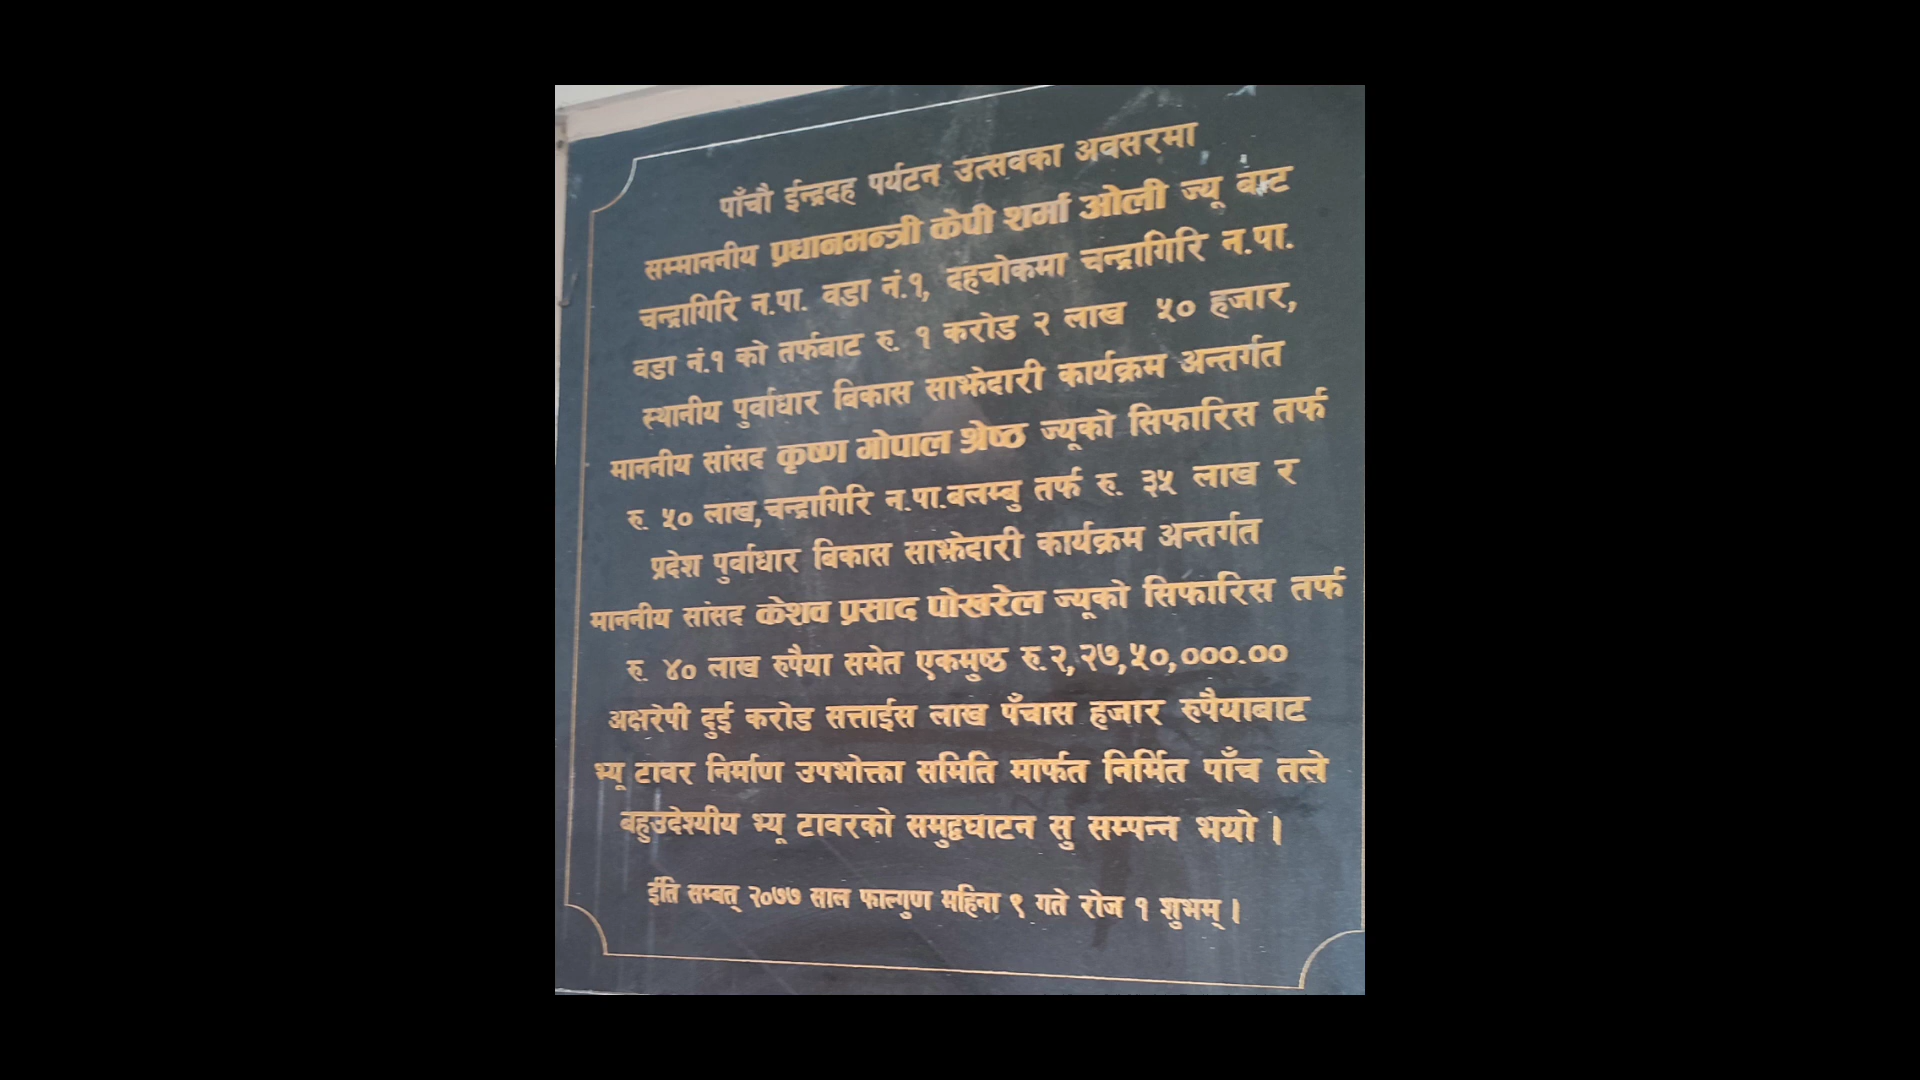 पाँचौ ईन्द्रदह पर्यटन उत्सवका अवसरमा
सम्माननीय प्रधानमन्त्री केपी शर्मा ओली ज्यू बाट
चन्द्रागिरि न.पा. वडा नं.१, दहचोकमा चन्द्रागिरि न.पा.
वडा नं.१ को तर्फबाट रु. १ करोड २ लाख ५० हजार,
स्थानीय पुर्वाधार बिकास साझेदारी कार्यक्रम अन्तर्गत
माननीय सांसद कृष्ण गोपाल श्रेष्ठ ज्यूको सिफारिस तर्फ
रु. ५० लाख,चन्द्रागिरि न.पा.बलम्बु तर्फ रु. ३५ लाख र
प्रदेश पुर्वाधार बिकास साझेदारी कार्यक्रम अन्तर्गत
माननीय सांसद केशव प्रसाद पोखरेल ज्यूको सिफारिस तर्फ
रु. ४० लाख रुपैया समेत एकमुष्ठ रु.२,२७,५०,०००.००
अक्षरेपी दुई करोड सत्ताईस लाख पँचास हजार रुपैयाबाट
भ्यू टावर निर्माण उपभोक्ता समिति मार्फत निर्मित पाँच तले
बहुउदेश्यीय भ्यू टावरको समुद्वघाटन सु सम्पन्न भयो ।
ईति सम्बत् २०७७ साल फाल्गुण महिना ९ गते रोज १ शुभम् ।